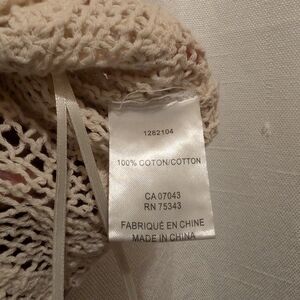 1282104
100% COTON/COTTON
CA 07043
RN 75343
FABRIQUÉ EN CHINE
MADE IN CHINA